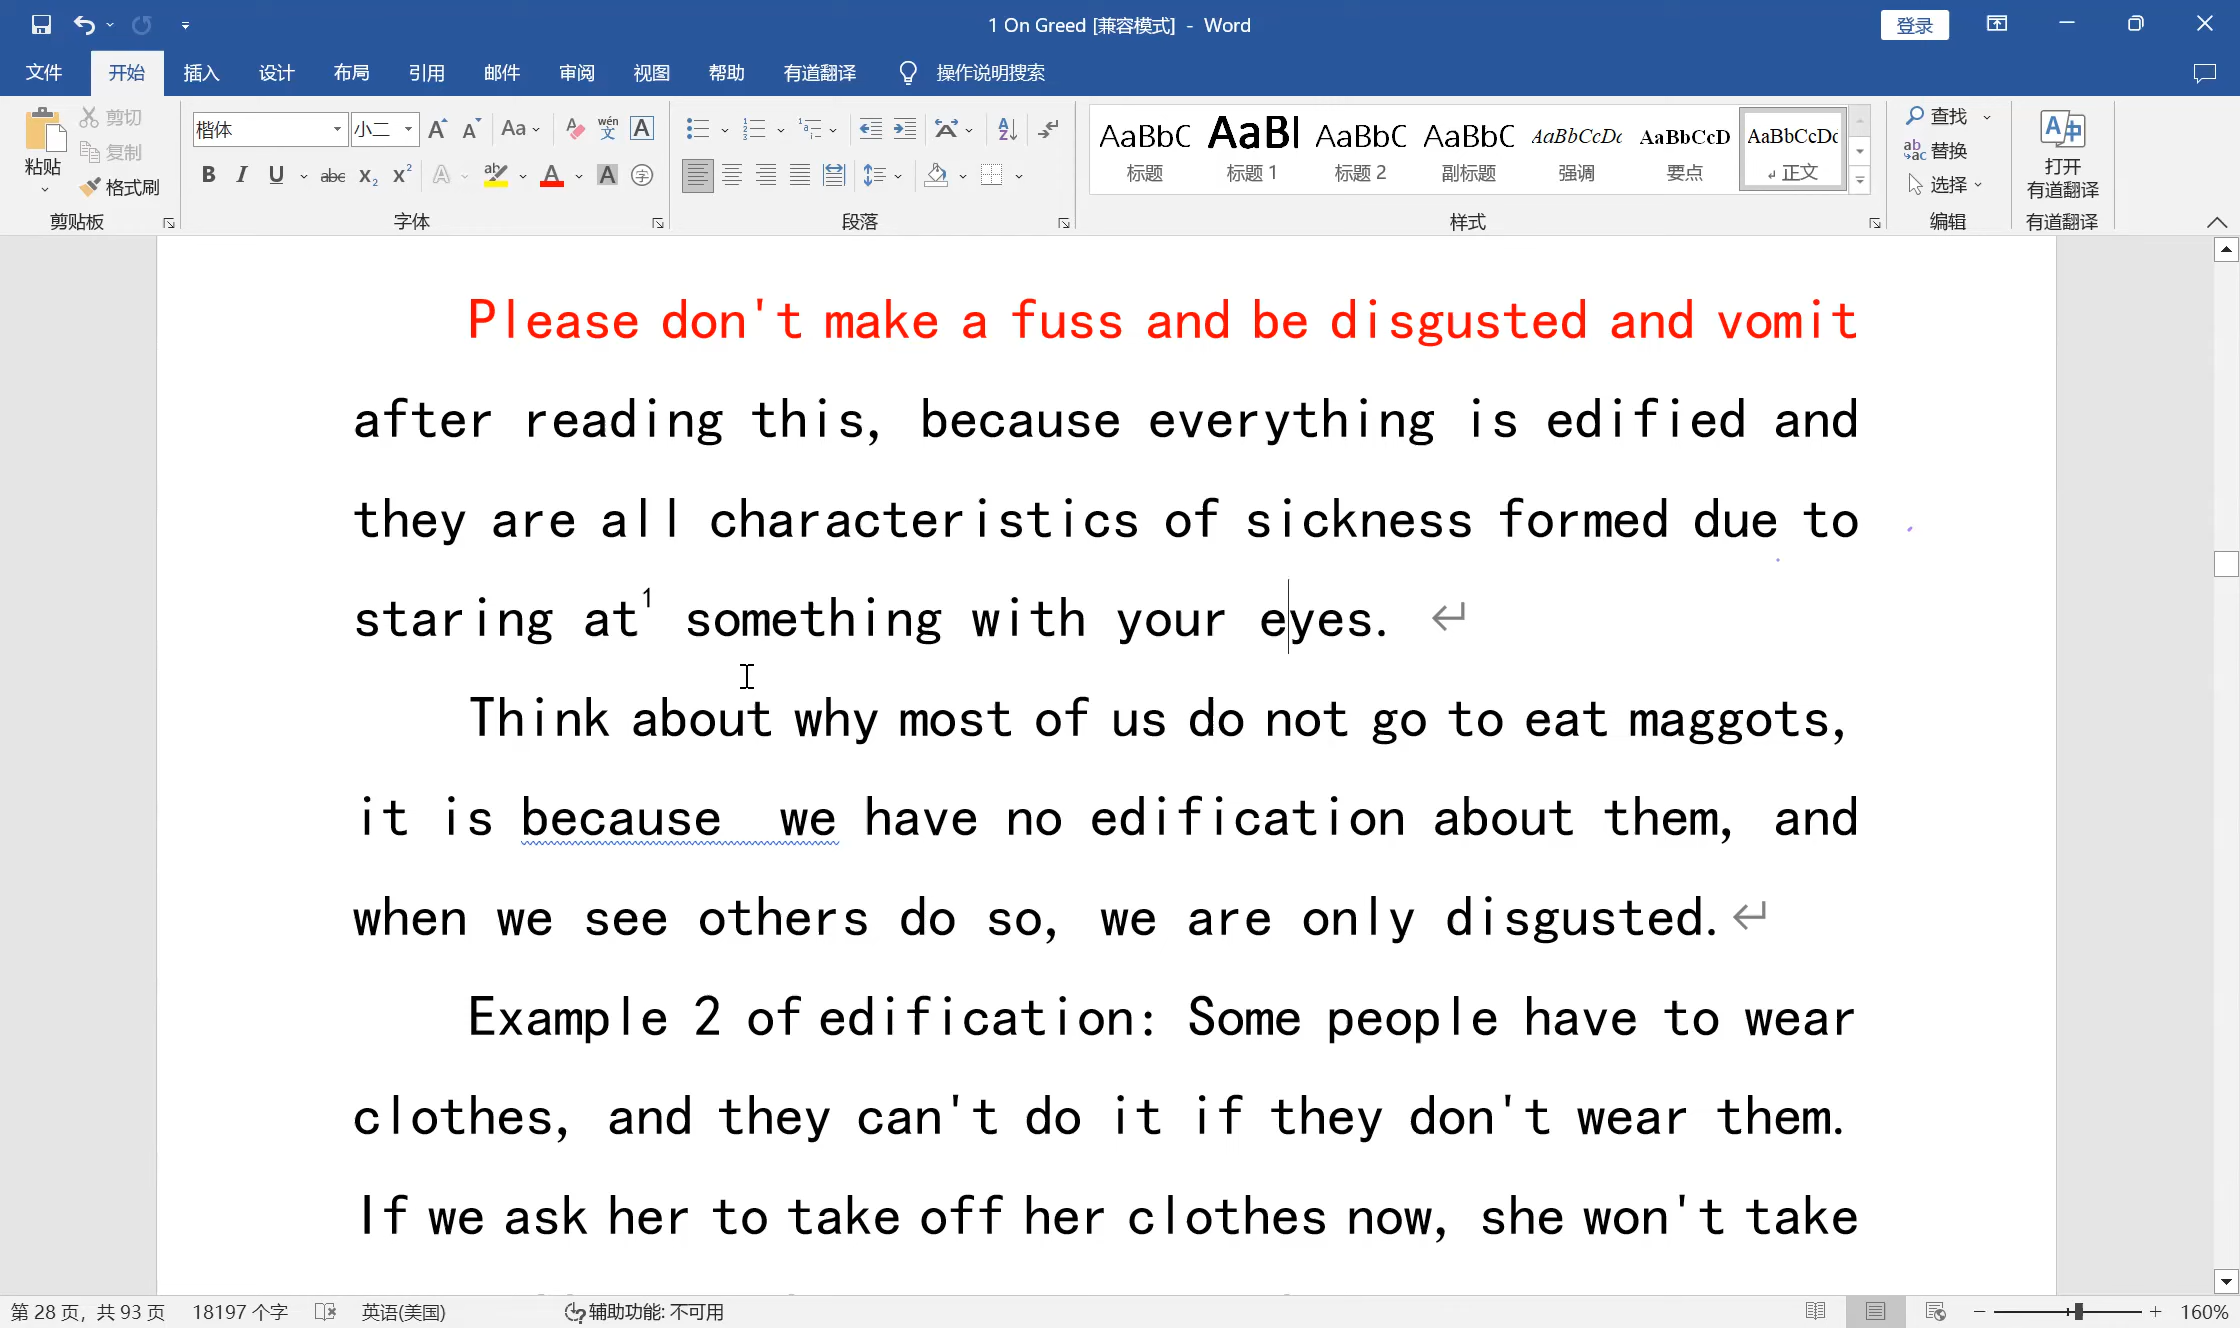 1 On Greed [兼容模式] - Word
登录
文件 开始 插入 设计 布局 引用 邮件 审阅 视图 帮助 有道翻译 操作说明搜索
粘贴 剪切 复制 格式刷
剪贴板
楷体 小二
字体
段落
AaBbC AaBl AaBbC AaBbC AaBbCcDc AaBbCcD AaBbCcDc
标题 标题 1 标题 2 副标题 强调 要点 ↲ 正文
样式
查找
替换
选择
编辑
打开
有道翻译
有道翻译
Please don't make a fuss and be disgusted and vomit
after reading this, because everything is edified and
they are all characteristics of sickness formed due to
staring at1 something with your eyes. ↵
Think about why most of us do not go to eat maggots,
it is because  we have no edification about them, and
when we see others do so, we are only disgusted.↵
Example 2 of edification: Some people have to wear
clothes, and they can't do it if they don't wear them.
If we ask her to take off her clothes now, she won't take
第 28 页, 共 93 页 18197 个字 英语(美国) 辅助功能: 不可用 160%